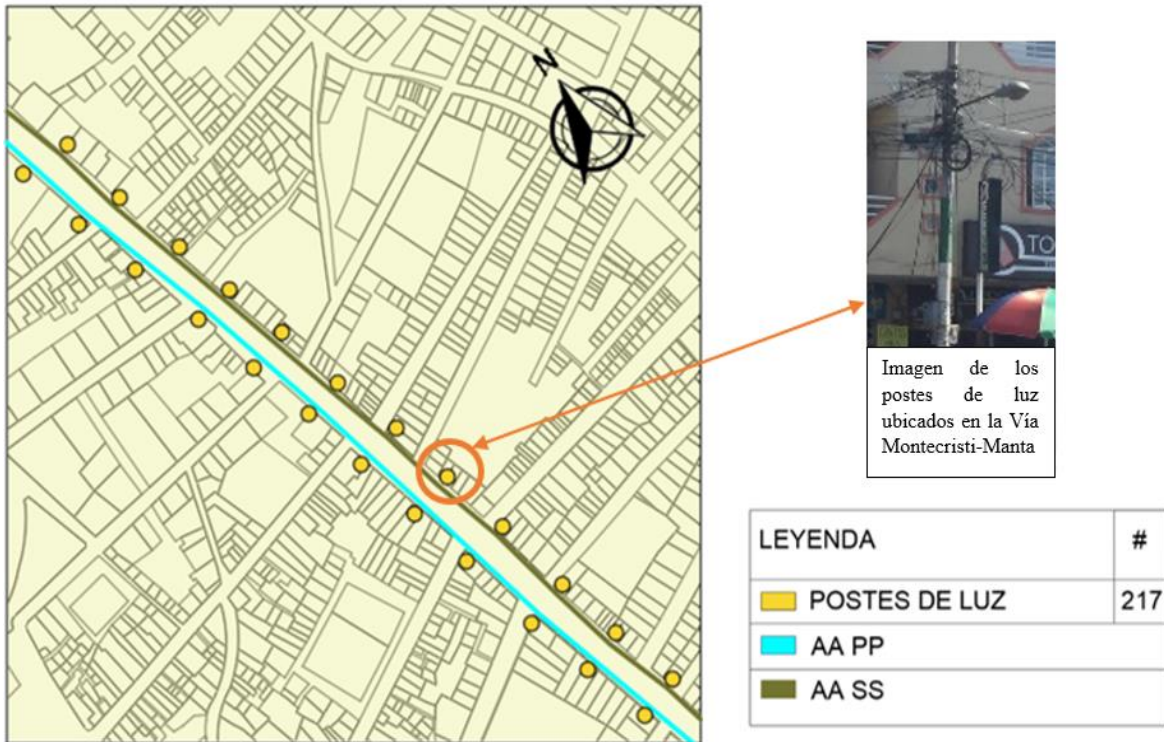 N
TO
Imagen de los
postes de luz
ubicados en la Vía
Montecristi-Manta
LEYENDA #
POSTES DE LUZ 217
AA PP
AA SS